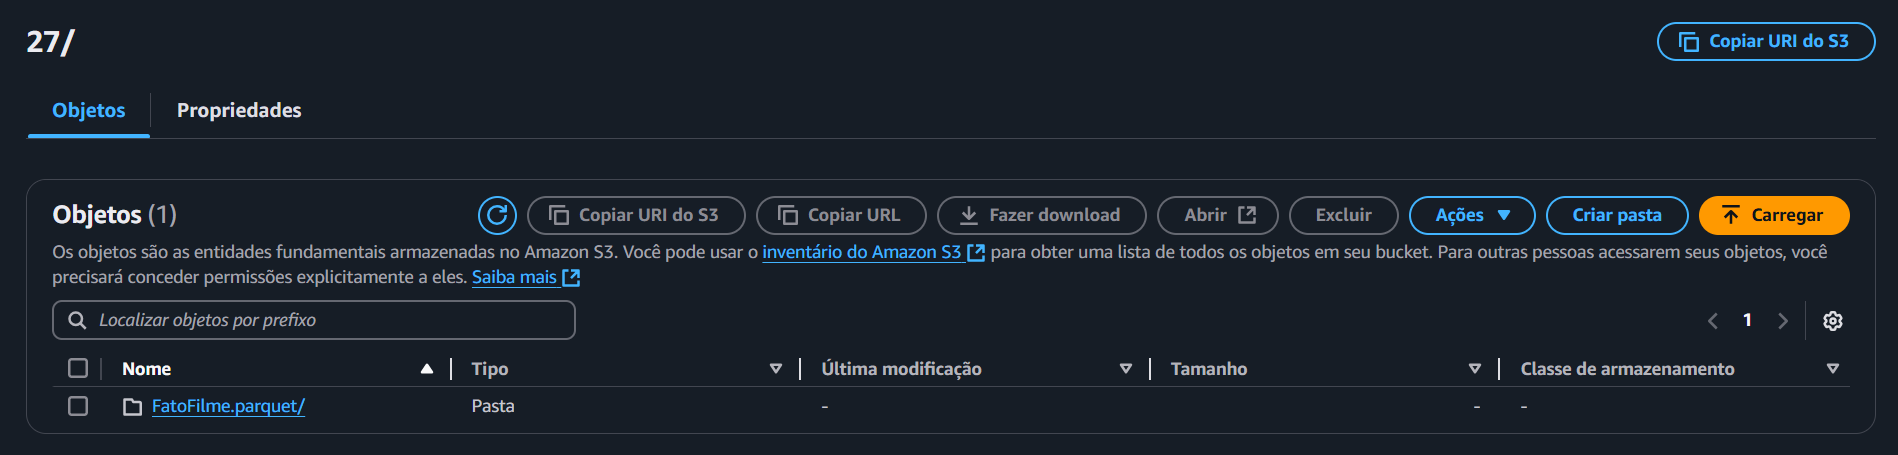 27/
Copiar URI do S3
Objetos
Propriedades
Objetos (1)
Copiar URI do S3
Copiar URL
Fazer download
Abrir
Excluir
Ações
Criar pasta
Carregar
Os objetos são as entidades fundamentais armazenadas no Amazon S3. Você pode usar o inventário do Amazon S3 para obter uma lista de todos os objetos em seu bucket. Para outras pessoas acessarem seus objetos, você
precisará conceder permissões explicitamente a eles. Saiba mais
Localizar objetos por prefixo
1
Nome
Tipo
Última modificação
Tamanho
Classe de armazenamento
FatoFilme.parquet/
Pasta
-
-
-